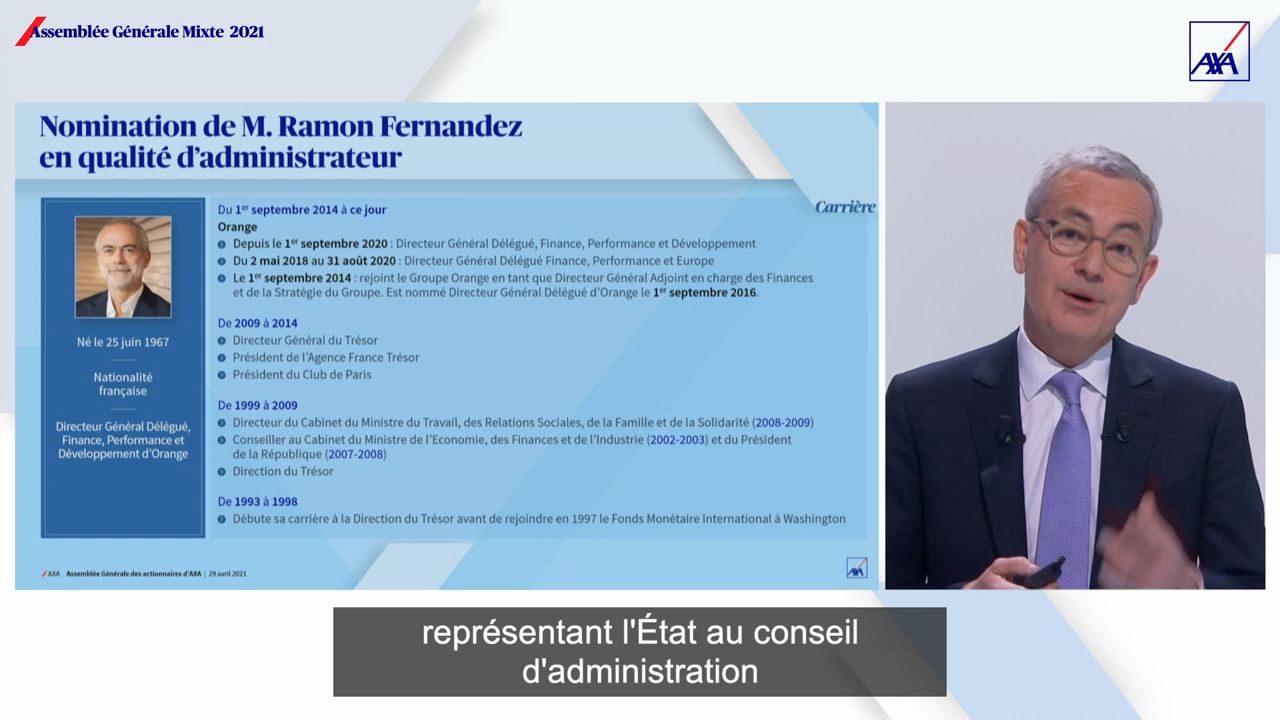 Assemblée Générale Mixte 2021
AXA
Nomination de M. Ramon Fernandez
en qualité d'administrateur
Carrière
Né le 25 juin 1967
Nationalité
française
Directeur Général Délégué,
Finance, Performance et
Développement d'Orange
Du 1er septembre 2014 à ce jour
Orange
Depuis le 1er septembre 2020 : Directeur Général Délégué, Finance, Performance et Développement
Du 2 mai 2018 au 31 août 2020 : Directeur Général Délégué Finance, Performance et Europe
Le 1er septembre 2014 : rejoint le Groupe Orange en tant que Directeur Général Adjoint en charge des Finances
et de la Stratégie du Groupe. Est nommé Directeur Général Délégué d'Orange le 1er septembre 2016.
De 2009 à 2014
Directeur Général du Trésor
Président de l'Agence France Trésor
Président du Club de Paris
De 1999 à 2009
Directeur du Cabinet du Ministre du Travail, des Relations Sociales, de la Famille et de la Solidarité (2008-2009)
Conseiller au Cabinet du Ministre de l'Economie, des Finances et de l'Industrie (2002-2003) et du Président
de la République (2007-2008)
Direction du Trésor
De 1993 à 1998
Débute sa carrière à la Direction du Trésor avant de rejoindre en 1997 le Fonds Monétaire International à Washington
AXA Assemblée Générale des actionnaires d'AXA | 29 avril 2021
AXA
représentant l'État au conseil
d'administration